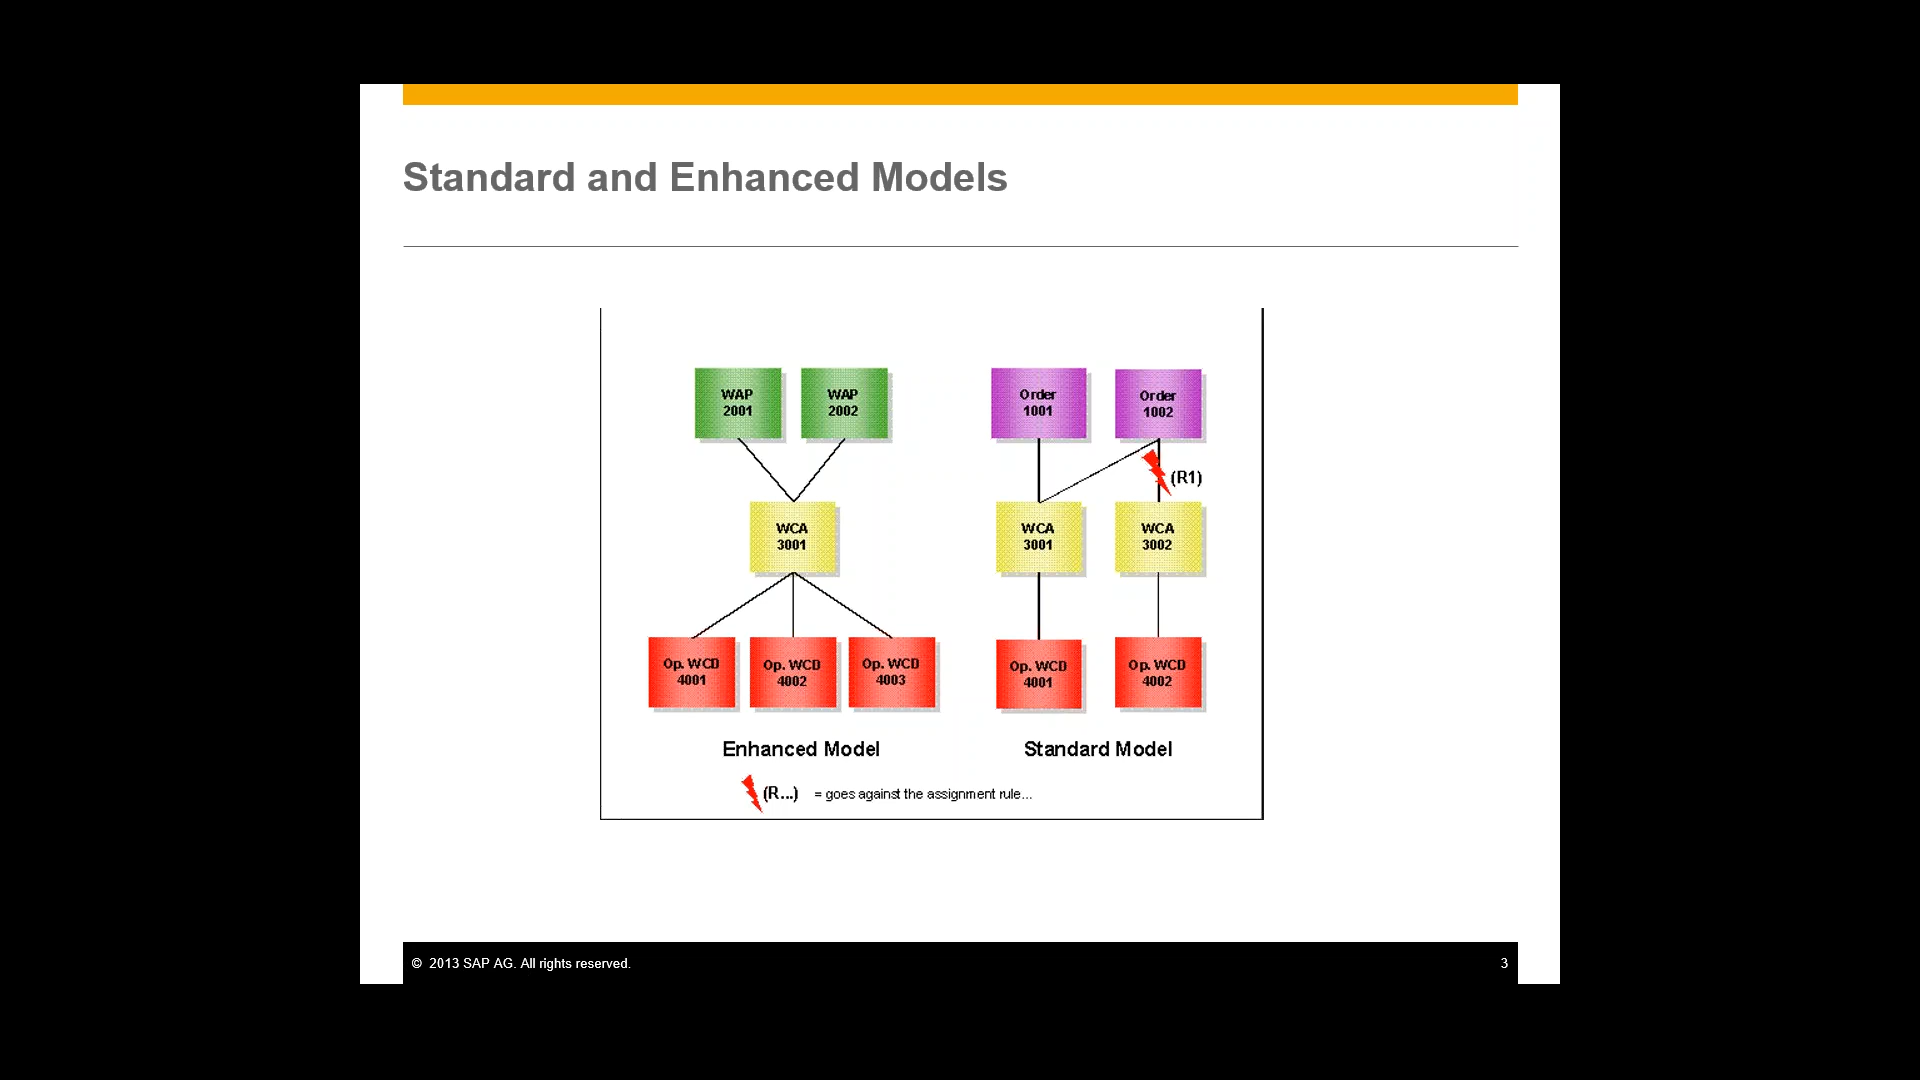 Standard and Enhanced Models
WAP
2001
WAP
2002
Order
1001
Order
1002
(R1)
WCA
3001
WCA
3001
WCA
3002
Op. WCD
4001
Op. WCD
4002
Op. WCD
4003
Op. WCD
4001
Op. WCD
4002
Enhanced Model
Standard Model
(R...) = goes against the assignment rule...
© 2013 SAP AG. All rights reserved.
3